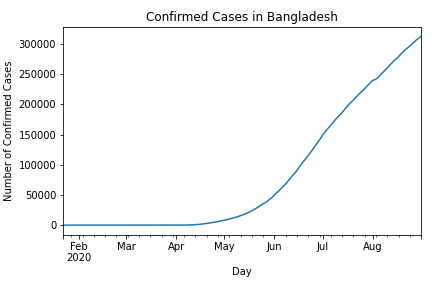 Confirmed Cases in Bangladesh
Number of Confirmed Cases
300000
250000
200000
150000
100000
50000
0
Feb Mar Apr May Jun Jul Aug
2020
Day